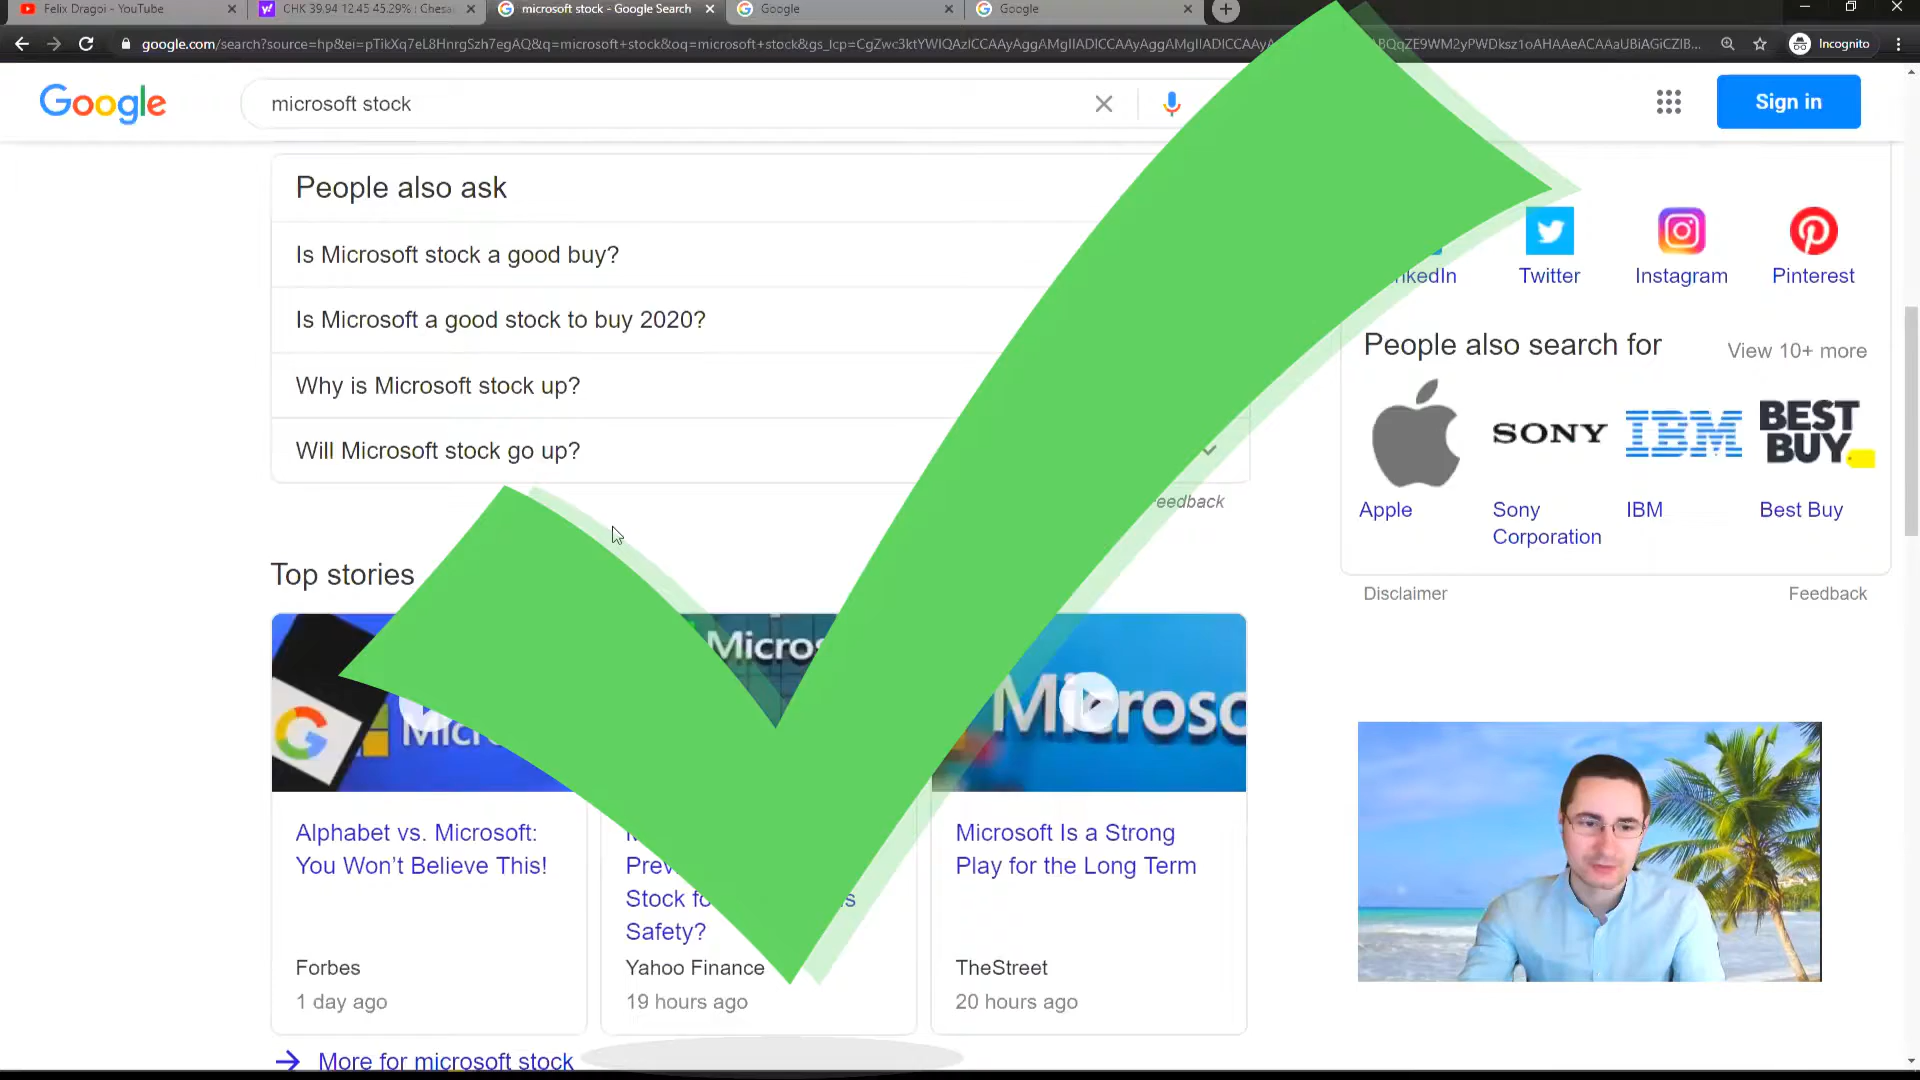 Felix Dragoi - YouTube
CHK 39.94 12.45 45.29% : Chesa
microsoft stock - Google Search
Google
Google
google.com/search?source=hp&ei=pTikXq7eL8HnrgSzh7egAQ&q=microsoft+stock&oq=microsoft+stock&gs_lcp=
Incognito
Google
microsoft stock
Sign in
People also ask
Is Microsoft stock a good buy?
Is Microsoft a good stock to buy 2020?
Why is Microsoft stock up?
Will Microsoft stock go up?
eedback
nkedIn
Twitter
Instagram
Pinterest
People also search for
View 10+ more
SONY
IBM
BEST
BUY
Apple
Sony
Corporation
IBM
Best Buy
Disclaimer
Feedback
Top stories
Micros
Microso
Alphabet vs. Microsoft:
You Won't Believe This!
Forbes
1 day ago
Prev
Stock fo
s
Safety?
Yahoo Finance
19 hours ago
Microsoft Is a Strong
Play for the Long Term
TheStreet
20 hours ago
More for microsoft stock